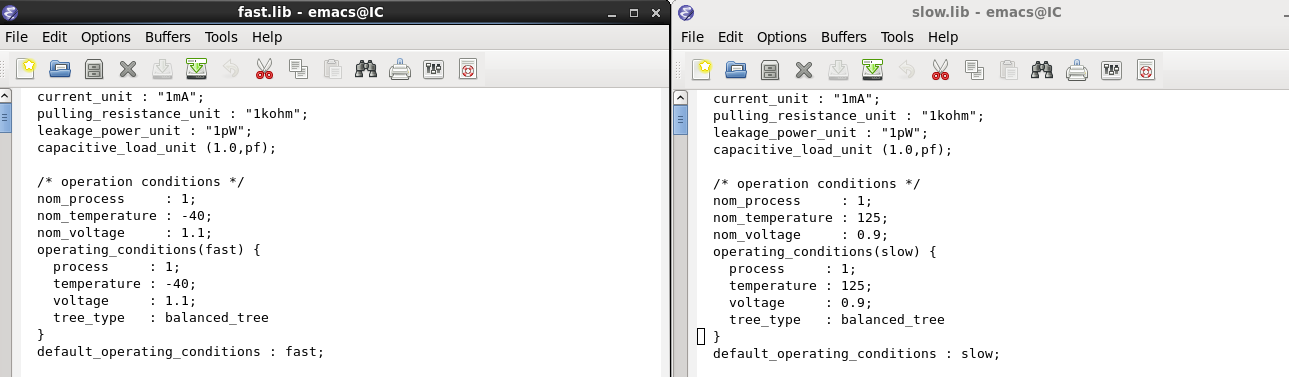 fast.lib - emacs@IC
File Edit Options Buffers Tools Help
current_unit : "1mA";
pulling_resistance_unit : "1kohm";
leakage_power_unit : "1pW";
capacitive_load_unit (1.0,pf);
/* operation conditions */
nom_process     : 1;
nom_temperature : -40;
nom_voltage     : 1.1;
operating_conditions(fast) {
  process     : 1;
  temperature : -40;
  voltage     : 1.1;
  tree_type   : balanced_tree
}
default_operating_conditions : fast;
slow.lib - emacs@IC
File Edit Options Buffers Tools Help
current_unit : "1mA";
pulling_resistance_unit : "1kohm";
leakage_power_unit : "1pW";
capacitive_load_unit (1.0,pf);
/* operation conditions */
nom_process     : 1;
nom_temperature : 125;
nom_voltage     : 0.9;
operating_conditions(slow) {
  process     : 1;
  temperature : 125;
  voltage     : 0.9;
  tree_type   : balanced_tree
}
default_operating_conditions : slow;